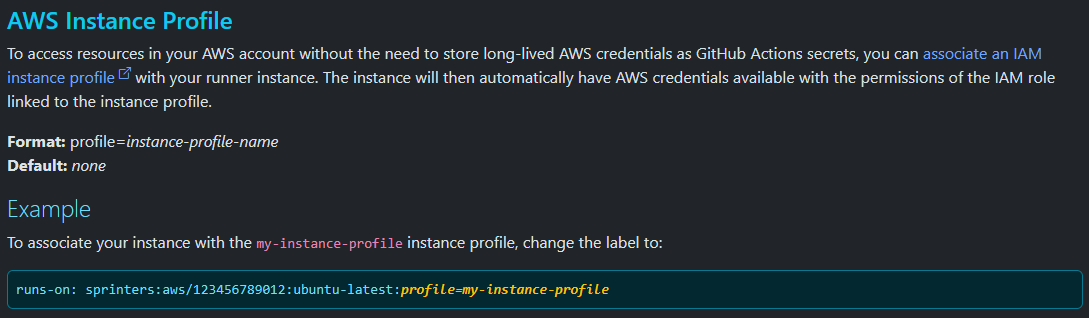 AWS Instance Profile
To access resources in your AWS account without the need to store long-lived AWS credentials as GitHub Actions secrets, you can associate an IAM
instance profile with your runner instance. The instance will then automatically have AWS credentials available with the permissions of the IAM role
linked to the instance profile.
Format: profile=instance-profile-name
Default: none
Example
To associate your instance with the my-instance-profile instance profile, change the label to:
runs-on: sprinters:aws/123456789012:ubuntu-latest:profile=my-instance-profile